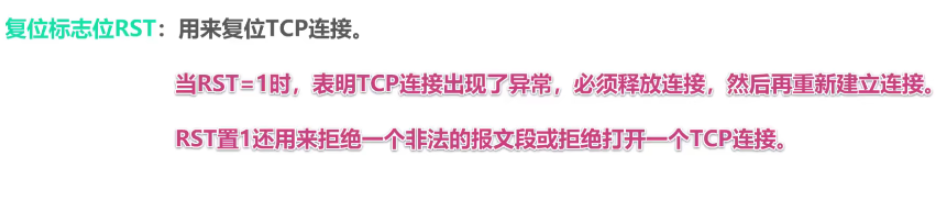 复位标志位RST：用来复位TCP连接。
当RST=1时，表明TCP连接出现了异常，必须释放连接，然后再重新建立连接。
RST置1还用来拒绝一个非法的报文段或拒绝打开一个TCP连接。